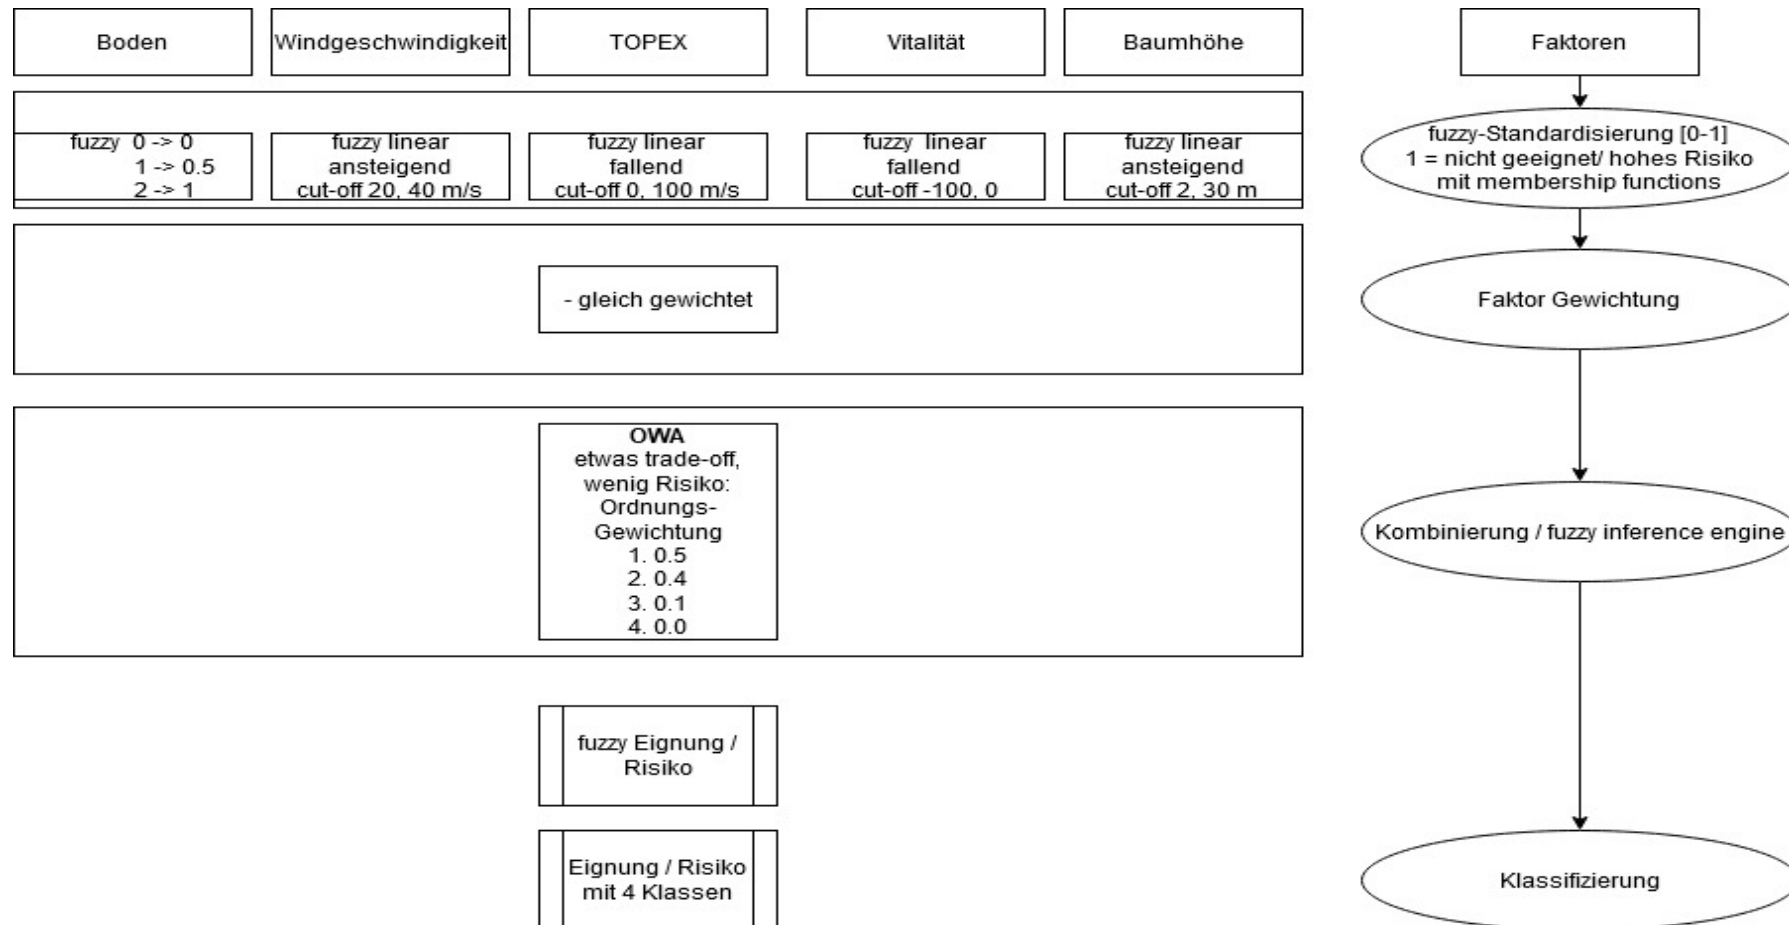 Boden
Windgeschwindigkeit
TOPEX
Vitalität
Baumhöhe
Faktoren
fuzzy 0 -> 0
1 -> 0.5
2 -> 1
fuzzy linear
ansteigend
cut-off 20, 40 m/s
fuzzy linear
fallend
cut-off 0, 100 m/s
fuzzy linear
fallend
cut-off -100, 0
fuzzy linear
ansteigend
cut-off 2, 30 m
fuzzy-Standardisierung [0-1]
1 = nicht geeignet/ hohes Risiko
mit membership functions
- gleich gewichtet
Faktor Gewichtung
OWA
etwas trade-off,
wenig Risiko:
Ordnungs-
Gewichtung
1. 0.5
2. 0.4
3. 0.1
4. 0.0
Kombinierung / fuzzy inference engine
fuzzy Eignung /
Risiko
Eignung / Risiko
mit 4 Klassen
Klassifizierung